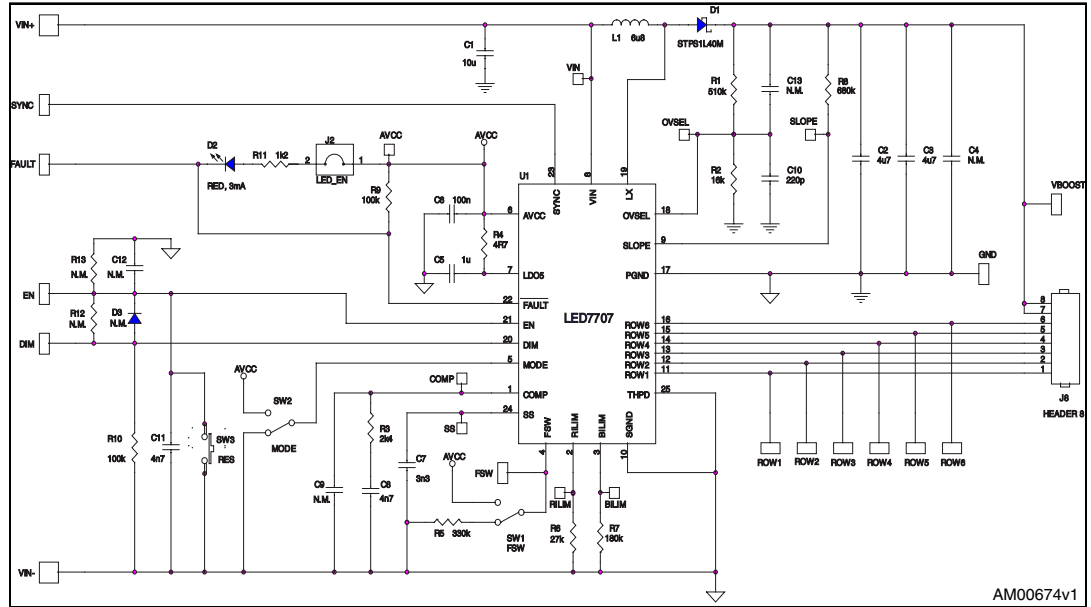 VIN+
D1
L1 6u8
STPS1L40M
C1
10u
VIN
R1
510k
C13
N.M.
R8
680k
SYNC
OVSEL
SLOPE
FAULT
D2
R11 1k2
J2
2
1
LED_EN
RED, 3mA
AVCC
AVCC
R9
100k
U1
23
8
19
SYNC
VIN
LX
R2
16k
C10
220p
C2
4u7
C3
4u7
C4
N.M.
VBOOST
C6 100n
6
AVCC
OVSEL
18
R4
4R7
SLOPE
9
C5 1u
7
LDO5
PGND
17
GND
R13
N.M.
C12
N.M.
22
FAULT
EN
21
EN
LED7707
R12
N.M.
D3
N.M.
DIM
20
DIM
5
MODE
ROW6
16
ROW5
15
ROW4
14
ROW3
13
ROW2
12
ROW1
11
8
7
6
5
4
3
2
1
J8
HEADER 8
AVCC
SW2
MODE
COMP
1
COMP
THPD
25
24
SS
SS
FSW
RILIM
BILIM
SGND
4
2
3
10
R10
100k
C11
4n7
SW3
RES
R3
2k4
C7
3n3
C9
N.M.
C8
4n7
AVCC
FSW
RILIM
BILIM
R5 330k
SW1
FSW
R6
27k
R7
180k
ROW1
ROW2
ROW3
ROW4
ROW5
ROW6
VIN-
AM00674v1